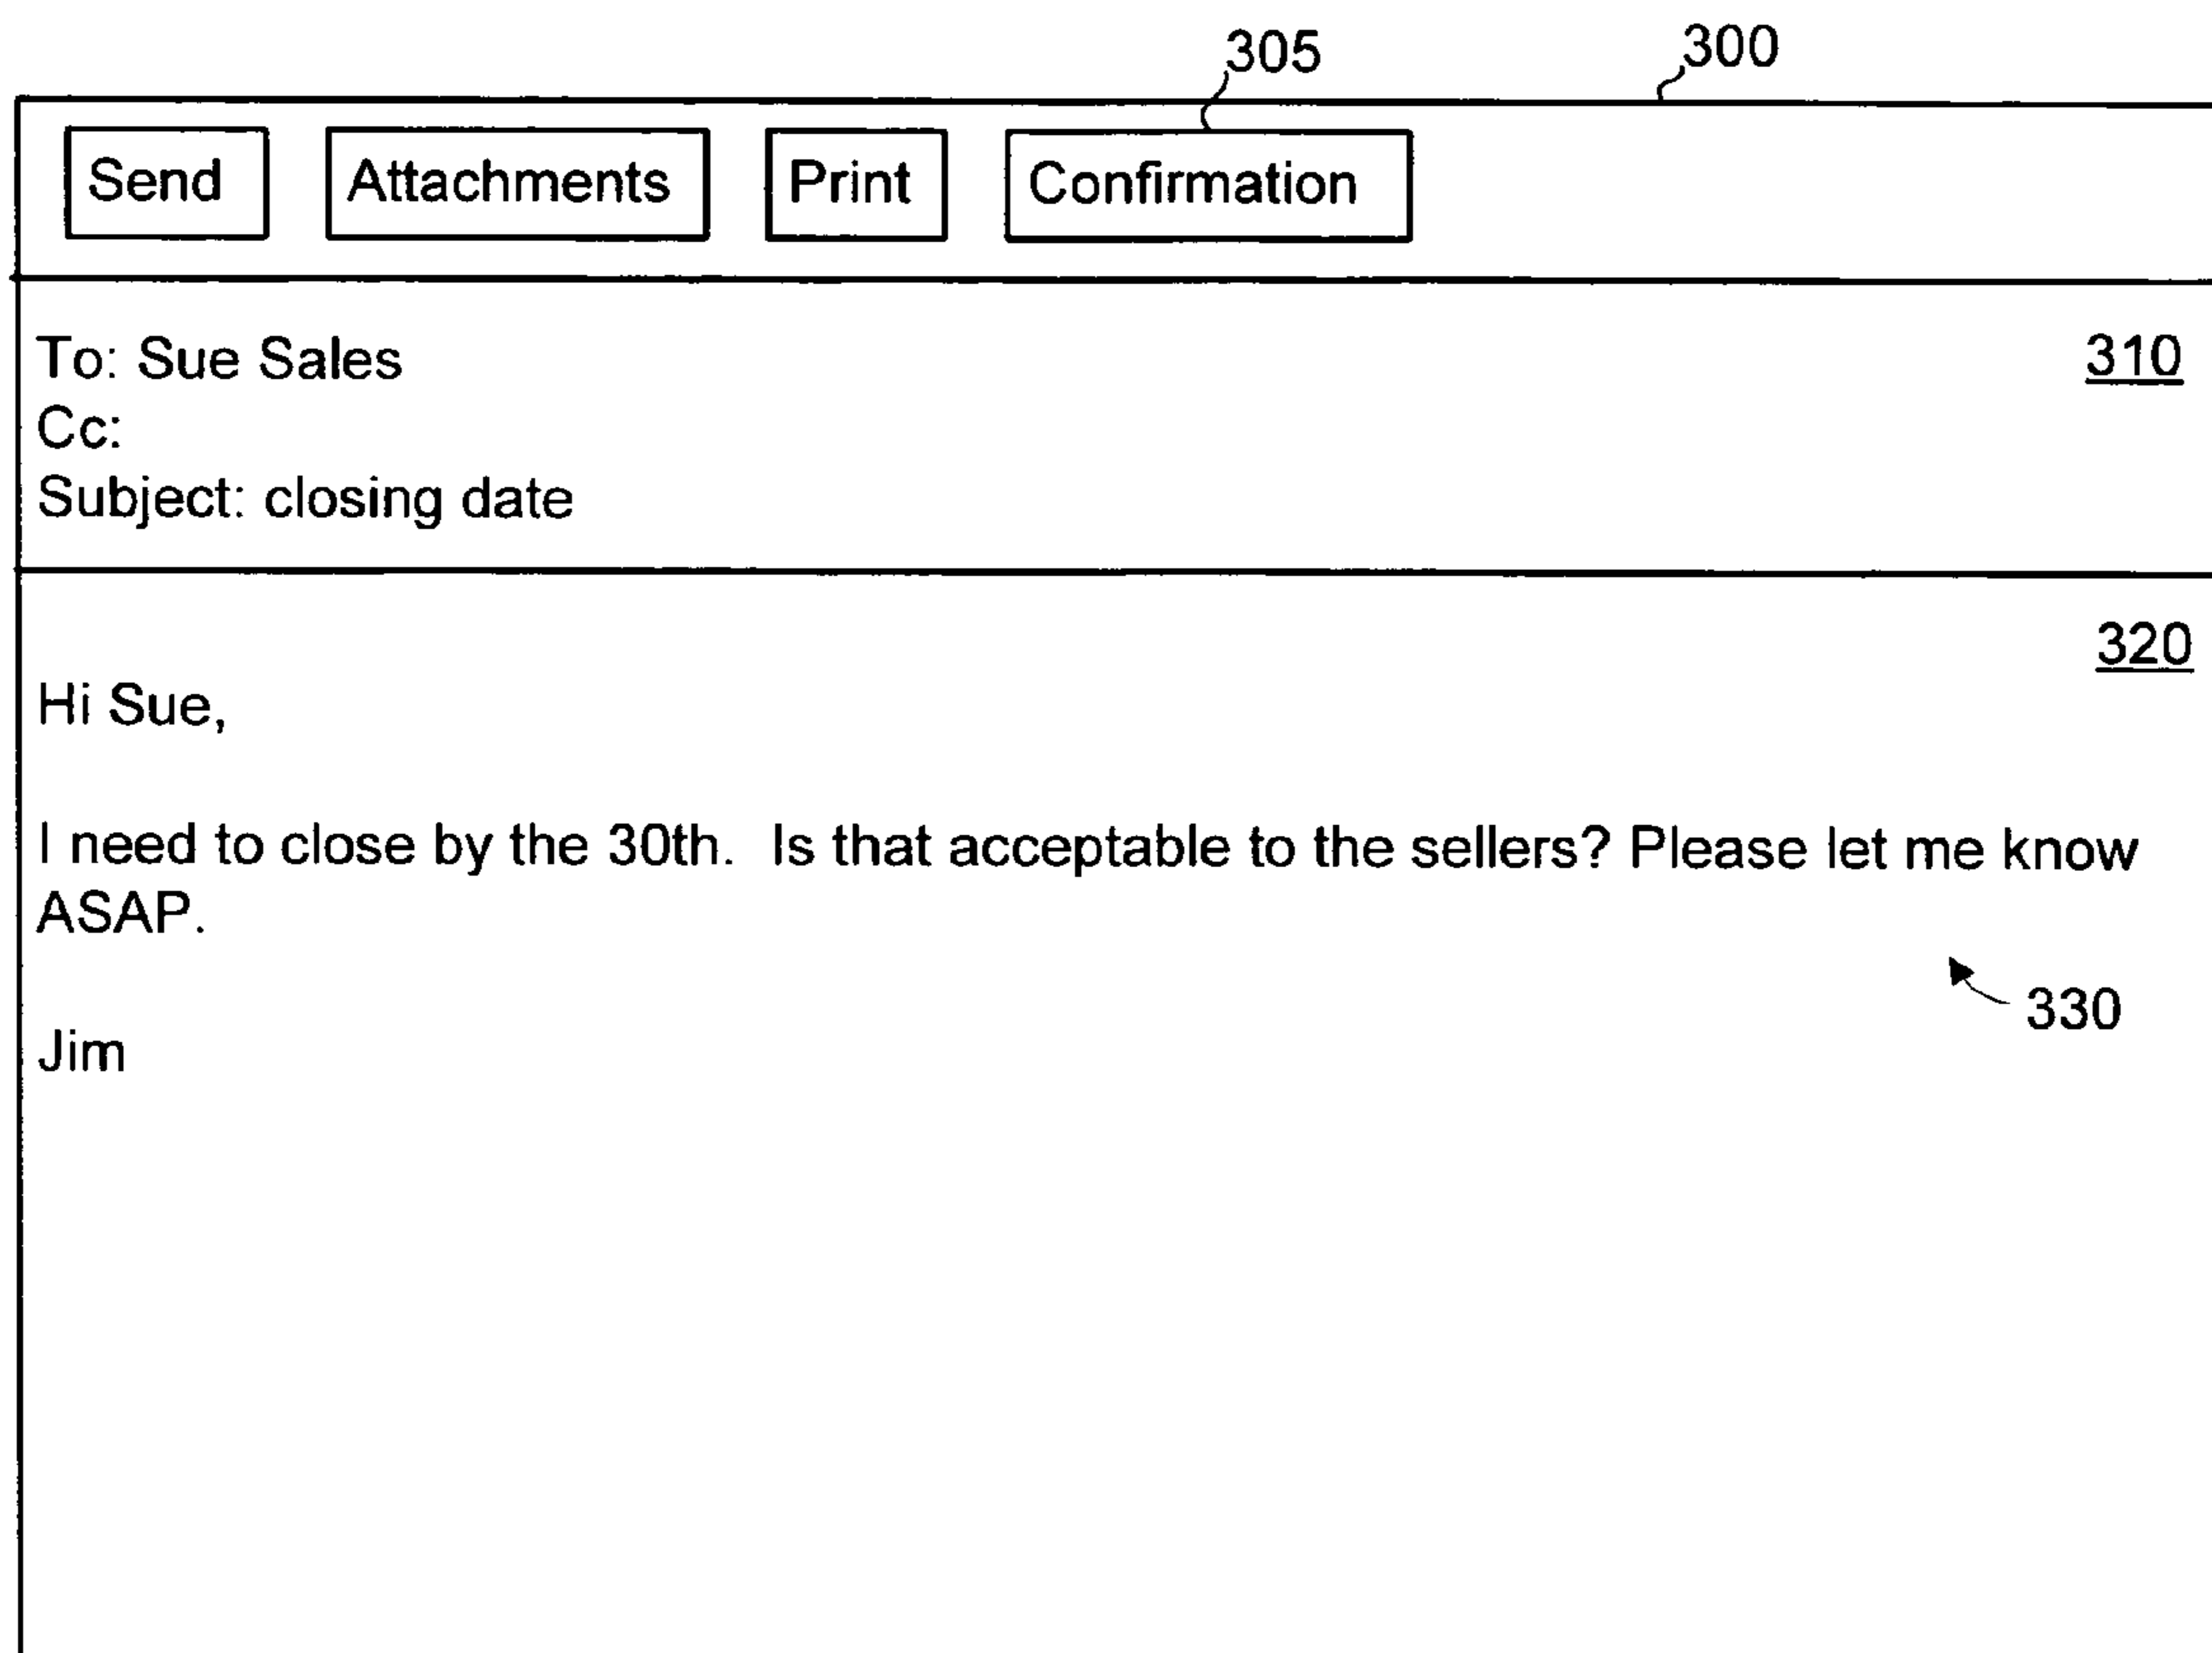 305 300
Send Attachments Print Confirmation
To: Sue Sales 310
Cc:
Subject: closing date
320
Hi Sue,
I need to close by the 30th. Is that acceptable to the sellers? Please let me know
ASAP.
330
Jim